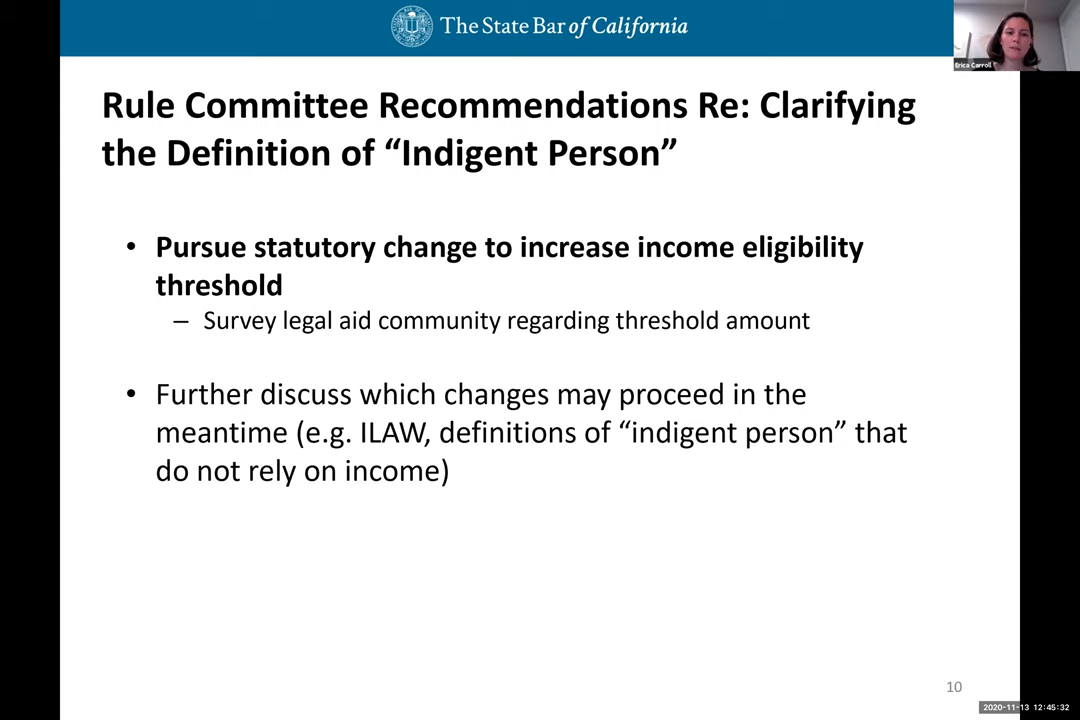 The State Bar of California
Erica Carroll
Rule Committee Recommendations Re: Clarifying
the Definition of “Indigent Person”
• Pursue statutory change to increase income eligibility
threshold
– Survey legal aid community regarding threshold amount
• Further discuss which changes may proceed in the
meantime (e.g. ILAW, definitions of “indigent person” that
do not rely on income)
10
2020-11-13 12:45:32